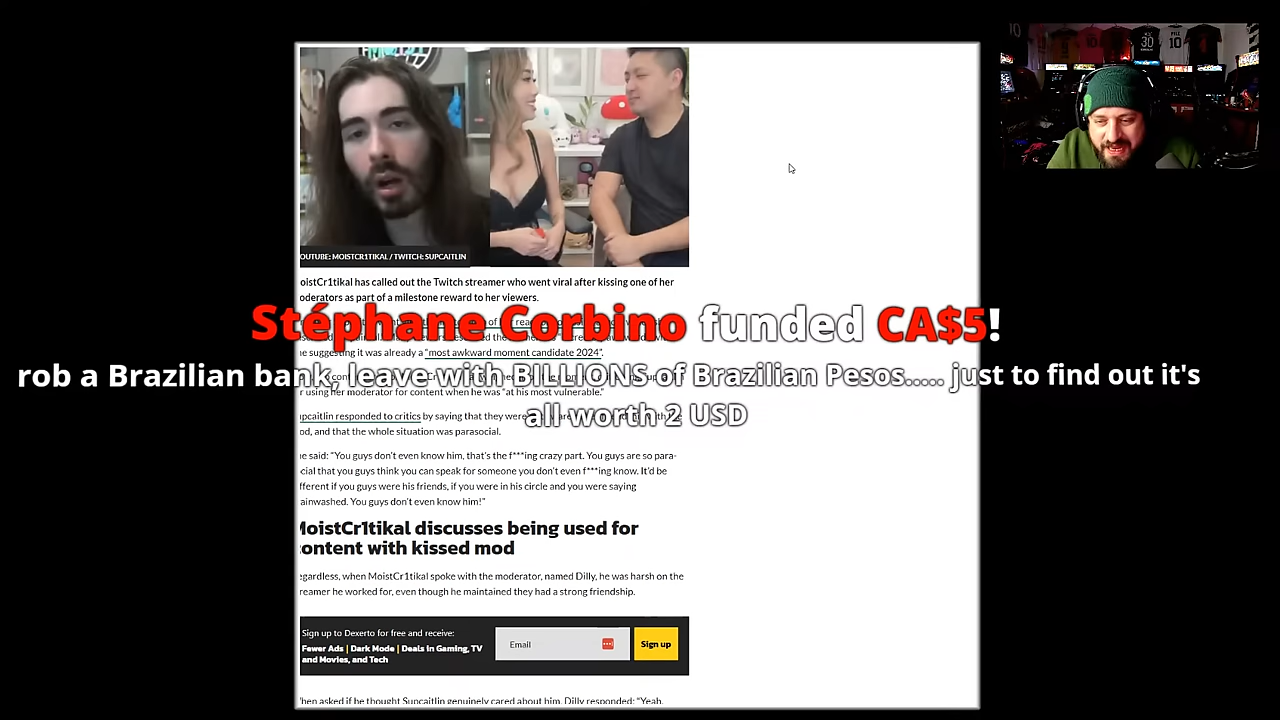 OUTUBE: MOISTCR1TIKAL / TWITCH: SUPCAITLIN
oistCr1tikal has called out the Twitch streamer who went viral after kissing one of her
oderators as part of a milestone reward to her viewers.
Stéphane Corbino funded CA$5!
e suggesting it was already a "most awkward moment candidate 2024".
rob a Brazilian bank, leave with BILLIONS of Brazilian Pesos..... just to find out it's
all worth 2 USD
r using her moderator for content when he was "at his most vulnerable."
pcaitlin responded to critics by saying that they were
od, and that the whole situation was parasocial.
e said: "You guys don't even know him, that's the f***ing crazy part. You guys are so para-
cial that you guys think you can speak for someone you don't even f***ing know. It'd be
fferent if you guys were his friends, if you were in his circle and you were saying
ainwashed. You guys don't even know him!"
MoistCr1tikal discusses being used for
ontent with kissed mod
egardless, when MoistCr1tikal spoke with the moderator, named Dilly, he was harsh on the
reamer he worked for, even though he maintained they had a strong friendship.
Sign up to Dexerto for free and receive:
Fewer Ads | Dark Mode | Deals in Gaming, TV
and Movies, and Tech
Email
Sign up
hen asked if he thought Supcaitlin genuinely cared about him, Dilly responded: "Yeah,